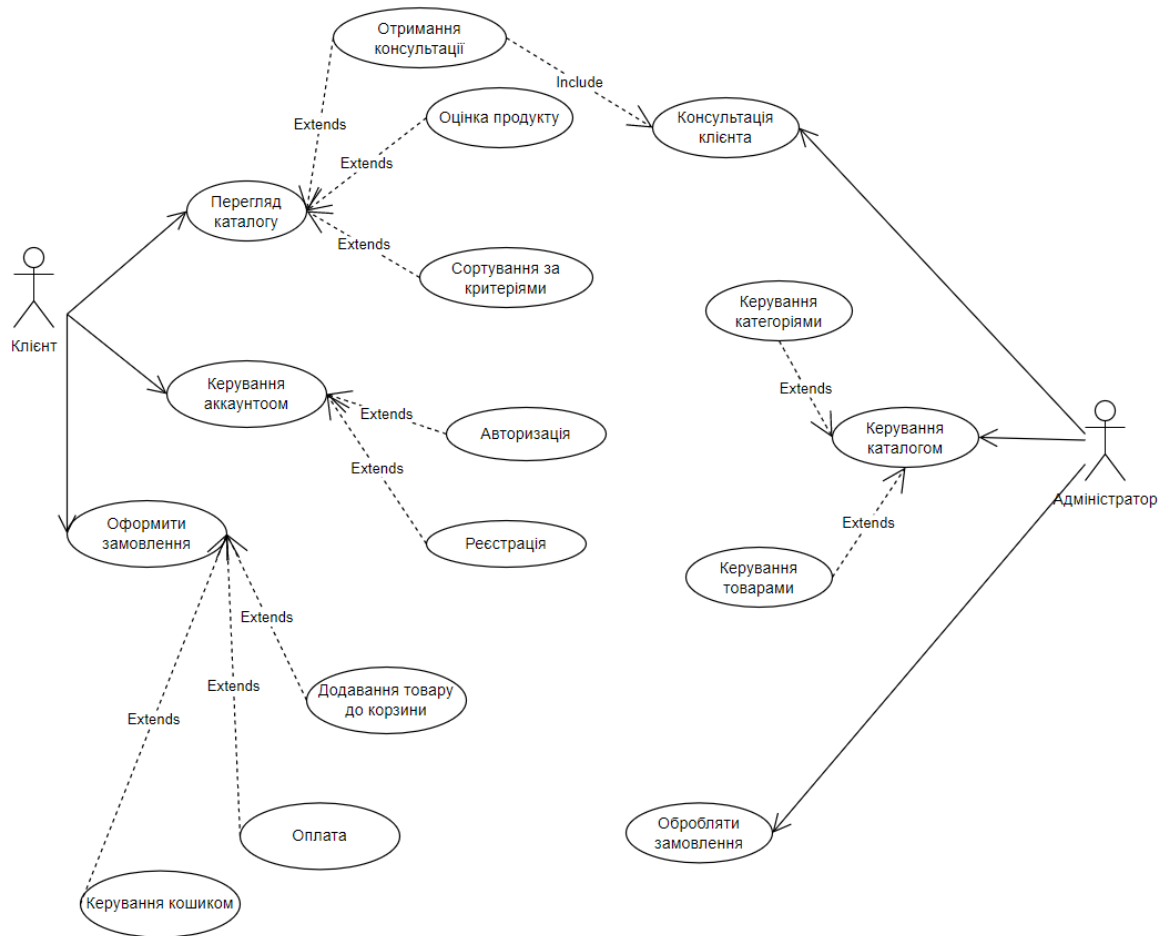 Отримання
консультації
Include
Extends
Оцінка продукту
Консультація
клієнта
Extends
Перегляд
каталогу
Extends
Сортування за
критеріями
Керування
категоріями
Клієнт
Керування
аккаунтоом
Extends
Extends
Авторизація
Керування
каталогом
Extends
Адміністратор
Оформити
замовлення
Реєстрація
Extends
Керування
товарами
Extends
Extends
Додавання товару
до корзини
Extends
Оплата
Обробляти
замовлення
Керування кошиком